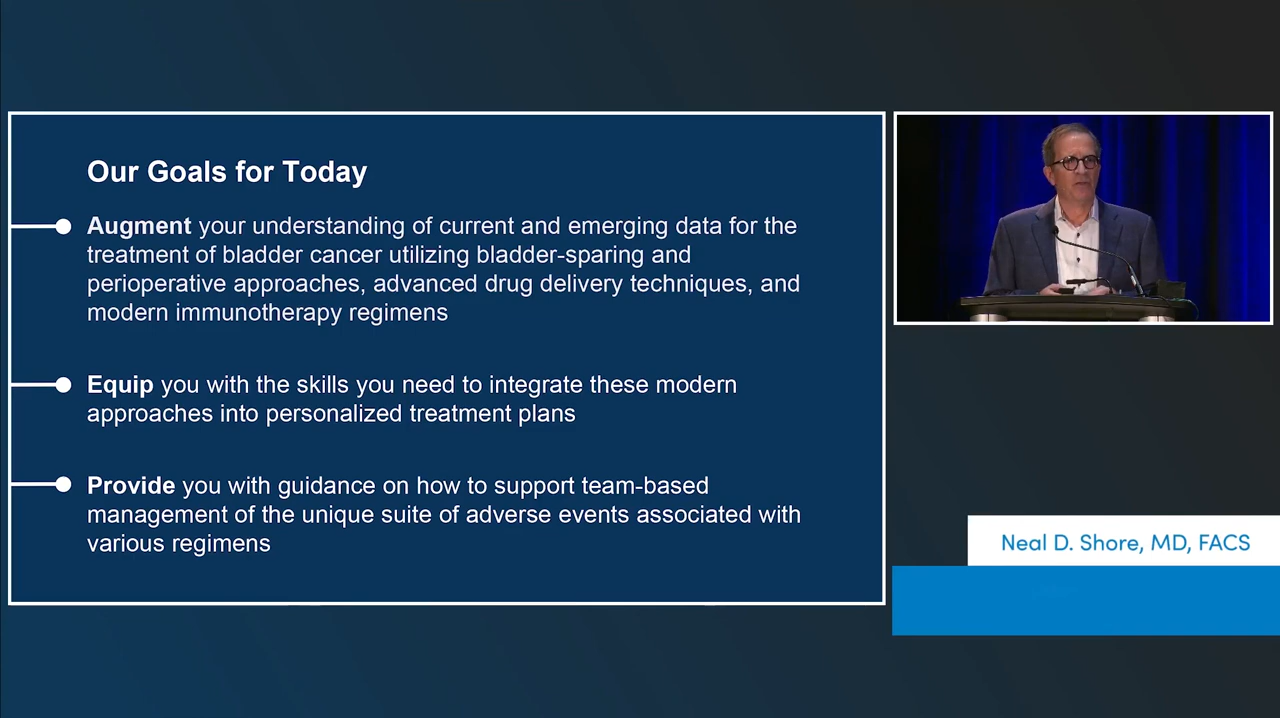 Our Goals for Today
Augment your understanding of current and emerging data for the
treatment of bladder cancer utilizing bladder-sparing and
perioperative approaches, advanced drug delivery techniques, and
modern immunotherapy regimens
Equip you with the skills you need to integrate these modern
approaches into personalized treatment plans
Provide you with guidance on how to support team-based
management of the unique suite of adverse events associated with
various regimens
Neal D. Shore, MD, FACS